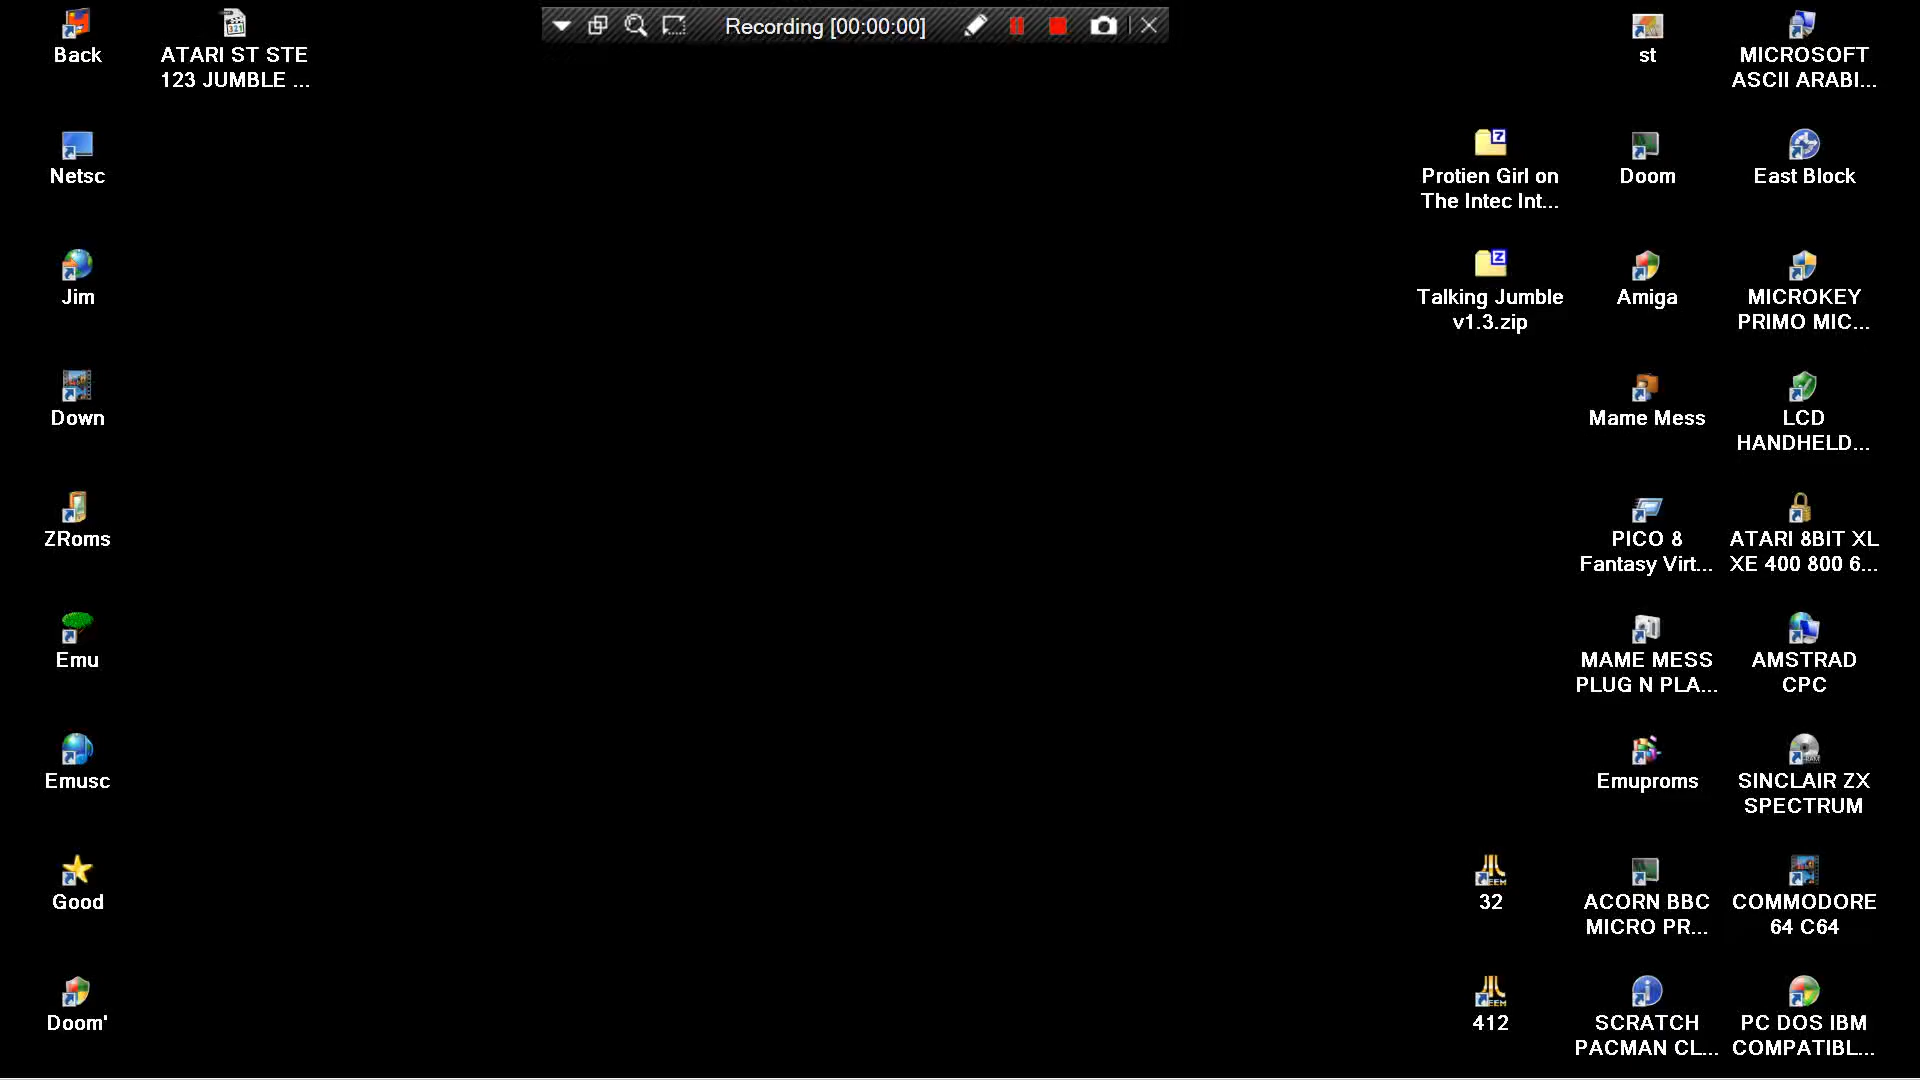 Recording [00:00:00]
Back
ATARI ST STE
123 JUMBLE ...
st
MICROSOFT
ASCII ARABI...
Netsc
Protien Girl on
The Intec Int...
Doom
East Block
Jim
Talking Jumble
v1.3.zip
Amiga
MICROKEY
PRIMO MIC...
Down
Mame Mess
LCD
HANDHELD...
ZRoms
PICO 8
Fantasy Virt...
ATARI 8BIT XL
XE 400 800 6...
Emu
MAME MESS
PLUG N PLA...
AMSTRAD
CPC
Emusc
Emuproms
SINCLAIR ZX
SPECTRUM
Good
32
ACORN BBC
MICRO PR...
COMMODORE
64 C64
Doom'
412
SCRATCH
PACMAN CL...
PC DOS IBM
COMPATIBL...